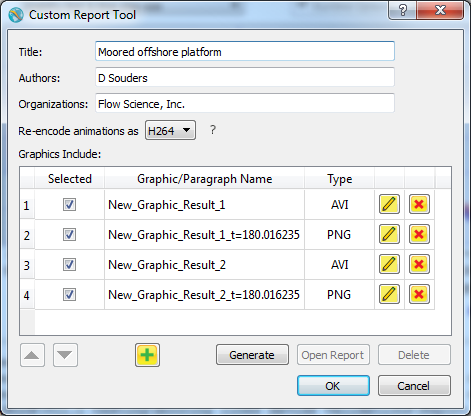 Custom Report Tool
Title: Moored offshore platform
Authors: D Souders
Organizations: Flow Science, Inc.
Re-encode animations as H264 ?
Graphics Include:
Selected Graphic/Paragraph Name Type
1 New_Graphic_Result_1 AVI
2 New_Graphic_Result_1_t=180.016235 PNG
3 New_Graphic_Result_2 AVI
4 New_Graphic_Result_2_t=180.016235 PNG
Generate Open Report Delete
OK Cancel